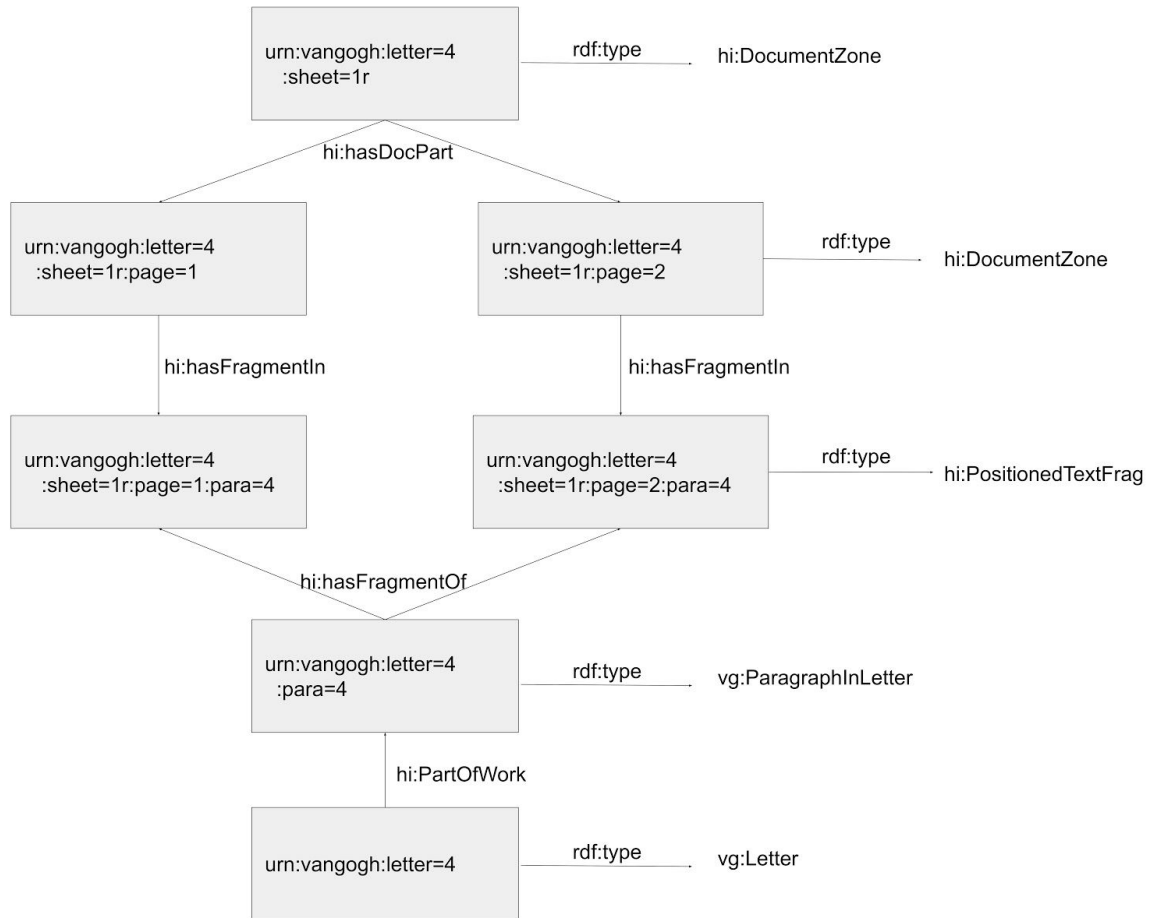 urn:vangogh:letter=4
:sheet=1r
rdf:type
hi:DocumentZone
hi:hasDocPart
urn:vangogh:letter=4
:sheet=1r:page=1
urn:vangogh:letter=4
:sheet=1r:page=2
rdf:type
hi:DocumentZone
hi:hasFragmentIn
hi:hasFragmentIn
urn:vangogh:letter=4
:sheet=1r:page=1:para=4
urn:vangogh:letter=4
:sheet=1r:page=2:para=4
rdf:type
hi:PositionedTextFrag
hi:hasFragmentOf
urn:vangogh:letter=4
:para=4
rdf:type
vg:ParagraphInLetter
hi:PartOfWork
urn:vangogh:letter=4
rdf:type
vg:Letter